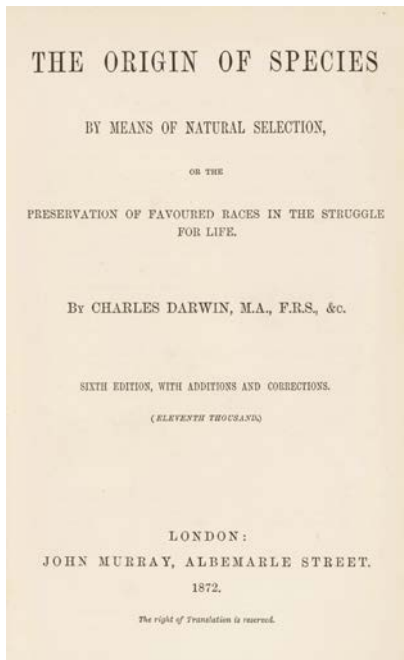 THE ORIGIN OF SPECIES
BY MEANS OF NATURAL SELECTION,
OR THE
PRESERVATION OF FAVOURED RACES IN THE STRUGGLE
FOR LIFE.
BY CHARLES DARWIN, M.A., F.R.S., &c.
SIXTH EDITION, WITH ADDITIONS AND CORRECTIONS.
(ELEVENTH THOUSAND.)
LONDON:
JOHN MURRAY, ALBEMARLE STREET.
1872.
The right of Translation is reserved.